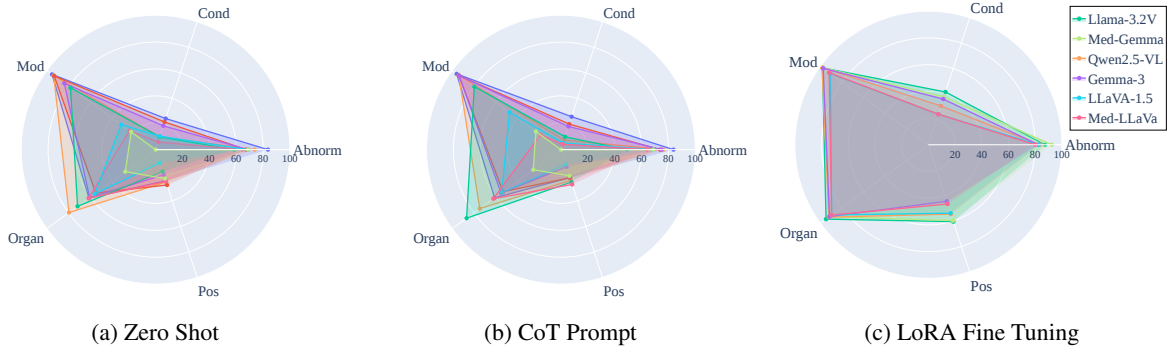 Cond
Mod
Abnorm
20 40 60 80 100
Organ
Pos
(a) Zero Shot
Cond
Mod
Abnorm
20 40 60 80 100
Organ
Pos
(b) CoT Prompt
Cond
Mod
Abnorm
20 40 60 80 100
Organ
Pos
(c) LoRA Fine Tuning
Llama-3.2V
Med-Gemma
Qwen2.5-VL
Gemma-3
LLaVA-1.5
Med-LLaVa